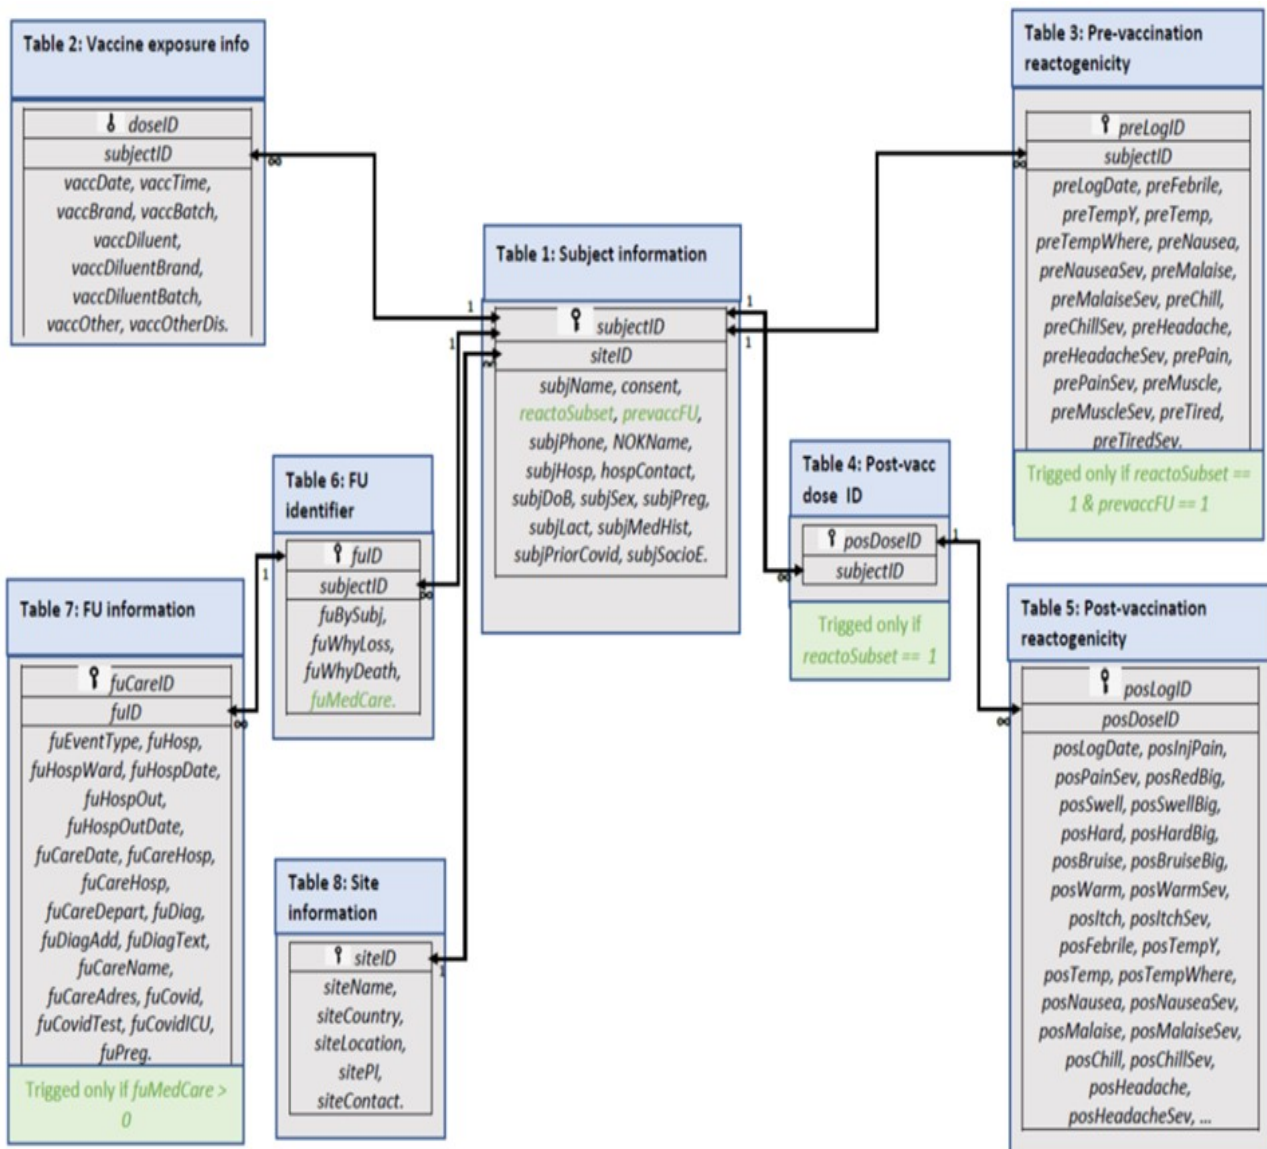 Table 2: Vaccine exposure info
doseID
subjectID
vaccDate, vaccTime,
vaccBrand, vaccBatch,
vaccDiluent,
vaccDiluentBrand,
vaccDiluentBatch,
vaccOther, vaccOtherDis.
∞
1
Table 1: Subject information
subjectID
siteID
subjName, consent,
reactoSubset, prevaccFU,
subjPhone, NOKName,
subjHosp, hospContact,
subjDoB, subjSex, subjPreg,
subjLact, subjMedHist,
subjPriorCovid, subjSocioE.
1
∞
1
1
Table 3: Pre-vaccination
reactogenicity
preLogID
subjectID
∞
preLogDate, preFebrile,
preTempY, preTemp,
preTempWhere, preNausea,
preNauseaSev, preMalaise,
preMalaiseSev, preChill,
preChillSev, preHeadache,
preHeadacheSev, prePain,
prePainSev, preMuscle,
preMuscleSev, preTired,
preTiredSev.
Trigged only if reactoSubset ==
1 & prevaccFU == 1
Table 4: Post-vacc
dose ID
posDoseID
subjectID
1
∞
Trigged only if
reactoSubset == 1
Table 5: Post-vaccination
reactogenicity
posLogID
posDoseID
∞
posLogDate, posInjPain,
posPainSev, posRedBig,
posSwell, posSwellBig,
posHard, posHardBig,
posBruise, posBruiseBig,
posWarm, posWarmSev,
posItch, posItchSev,
posFebrile, posTempY,
posTemp, posTempWhere,
posNausea, posNauseaSev,
posMalaise, posMalaiseSev,
posChill, posChillSev,
posHeadache,
posHeadacheSev, ...
Table 6: FU
identifier
fuID
subjectID
∞
fuBySubj,
fuWhyLoss,
fuWhyDeath,
fuMedCare.
1
Table 7: FU information
fuCareID
fuID
∞
fuEventType, fuHosp,
fuHospWard, fuHospDate,
fuHospOut,
fuHospOutDate,
fuCareDate, fuCareHosp,
fuCareHosp,
fuCareDepart, fuDiag,
fuDiagAdd, fuDiagText,
fuCareName,
fuCareAdres, fuCovid,
fuCovidTest, fuCovidICU,
fuPreg.
Trigged only if fuMedCare >
0
Table 8: Site
information
siteID
1
siteName,
siteCountry,
siteLocation,
sitePI,
siteContact.